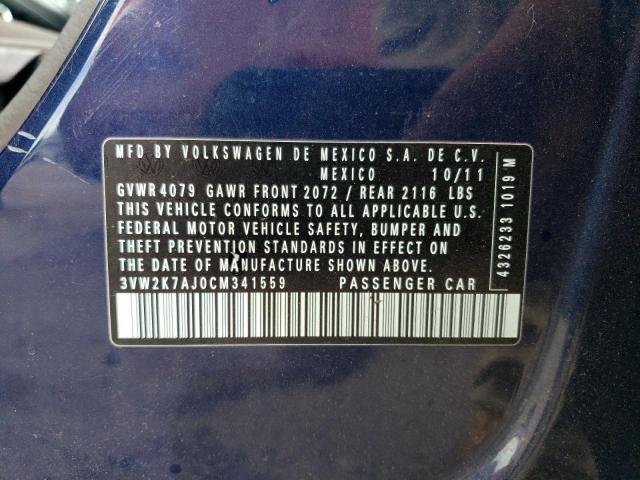 MFD BY VOLKSWAGEN DE MEXICO S.A. DE C.V.
MEXICO 10/11
GVWR 4079 GAWR FRONT 2072 / REAR 2116 LBS
THIS VEHICLE CONFORMS TO ALL APPLICABLE U.S.
FEDERAL MOTOR VEHICLE SAFETY, BUMPER AND
THEFT PREVENTION STANDARDS IN EFFECT ON
THE DATE OF MANUFACTURE SHOWN ABOVE.
3VW2K7AJ0CM341559 PASSENGER CAR
4326233 1019 M